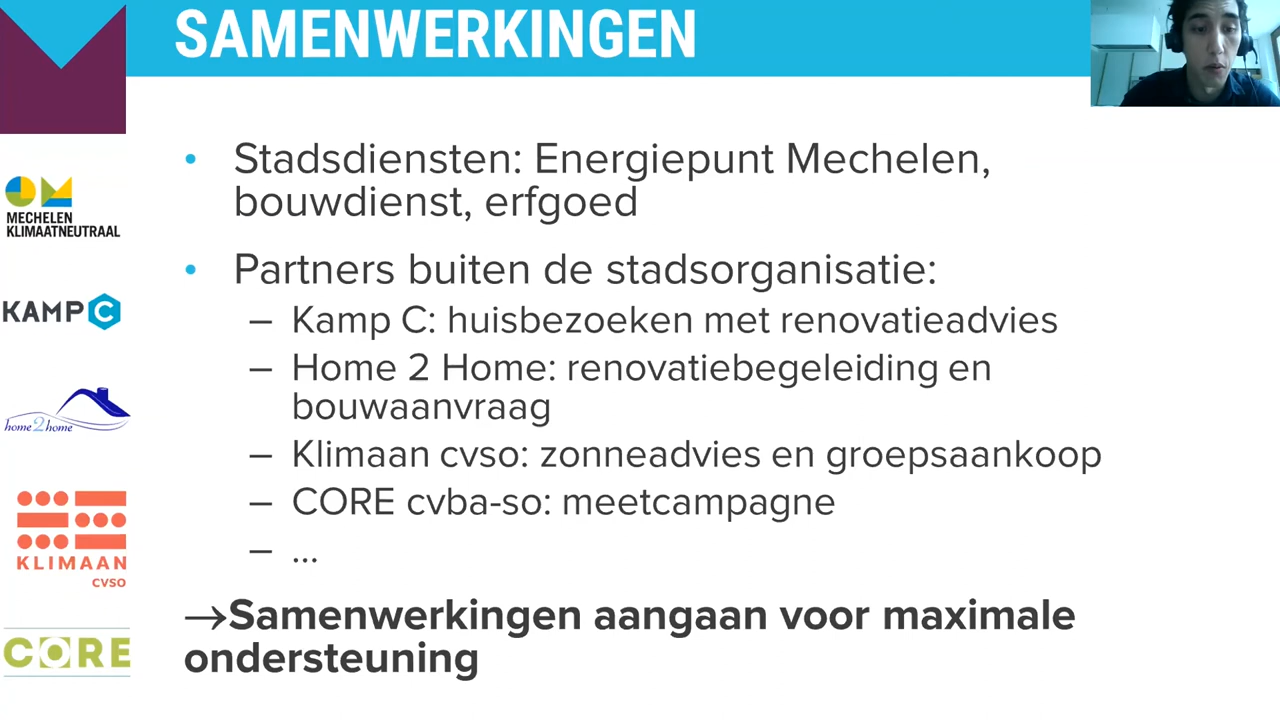 SAMENWERKINGEN
• Stadsdiensten: Energiepunt Mechelen,
bouwdienst, erfgoed
• Partners buiten de stadsorganisatie:
– Kamp C: huisbezoeken met renovatieadvies
– Home 2 Home: renovatiebegeleiding en
bouwaanvraag
– Klimaan cvso: zonneadvies en groepsaankoop
– CORE cvba-so: meetcampagne
– ...
→Samenwerkingen aangaan voor maximale
ondersteuning
MECHELEN
KLIMAATNEUTRAAL
KAMP C
home2home
KLIMAAN
CVSO
CORE